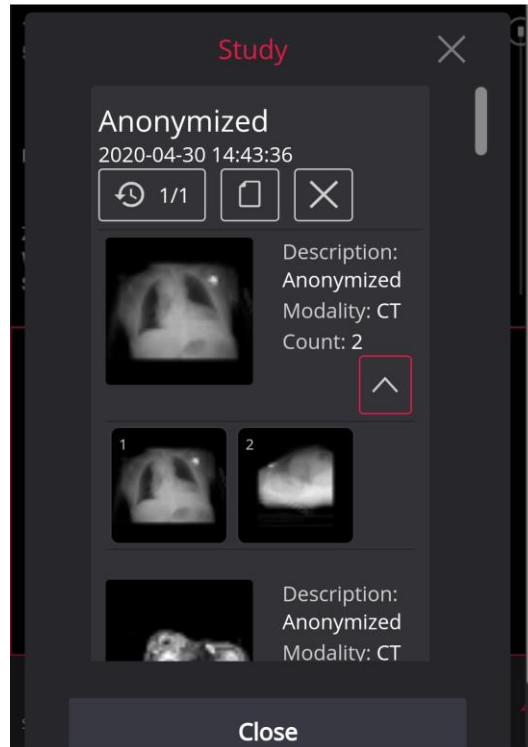 Study
Anonymized
2020-04-30 14:43:36
1/1
Description:
Anonymized
Modality: CT
Count: 2
1
2
Description:
Anonymized
Modality: CT
Close